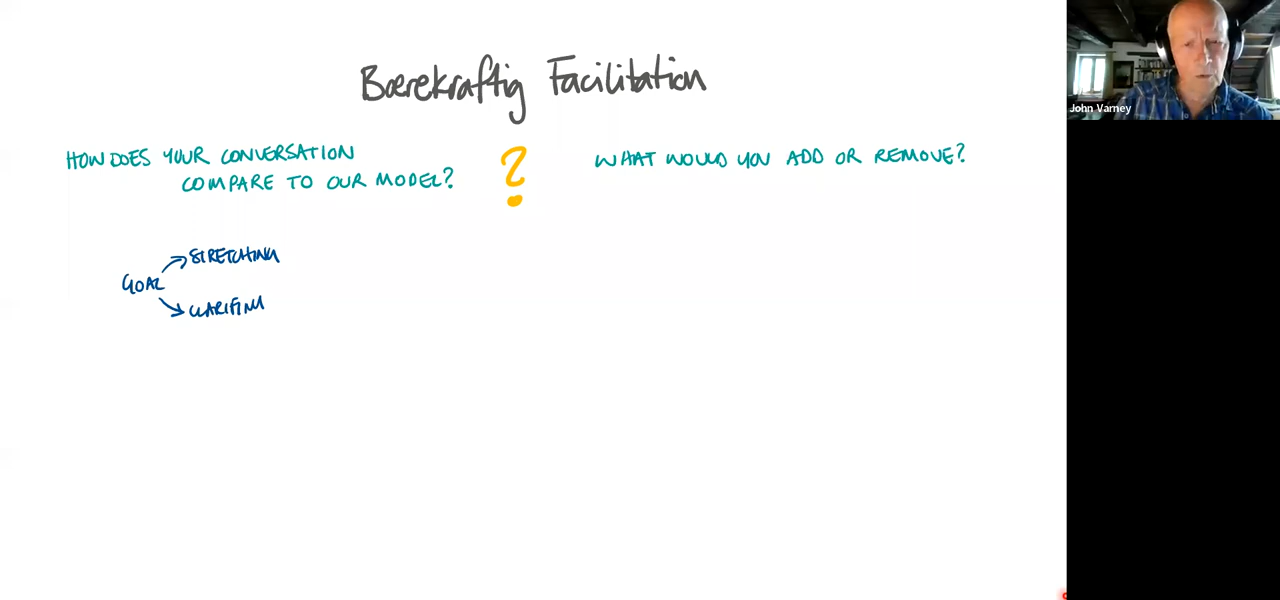 Bærekraftig Facilitation
HOW DOES YOUR CONVERSATION
COMPARE TO OUR MODEL?
?
WHAT WOULD YOU ADD OR REMOVE?
GOAL
STRETCHING
CLARIFING
John Varney